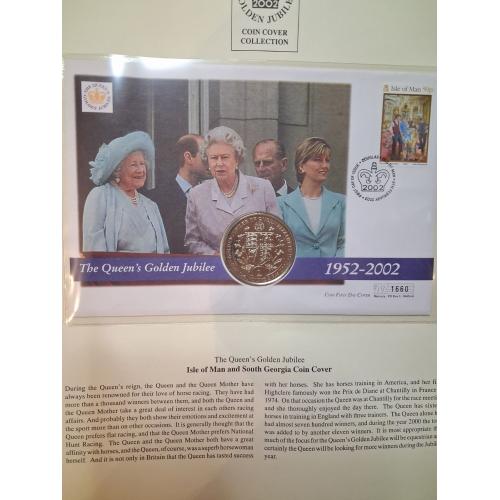 2002
GOLDEN JUBILEE
COIN COVER
COLLECTION
Isle of Man 50p
2002
The Queen's Golden Jubilee
1952-2002
Coin First Day Cover
1660
The Queen's Golden Jubilee
Isle of Man and South Georgia Coin Cover
During the Queen's reign, the Queen and the Queen Mother have
always been renowned for their love of horse racing. They have had
more than a thousand winners between them, and both the Queen and
the Queen Mother take a great deal of interest in each others racing
affairs. And probably they both show their emotions and excitement at
the sport more than on other occasions. It is generally thought that the
Queen prefers flat racing, and that the Queen Mother prefers National
Hunt Racing. The Queen and the Queen Mother both have a great
affinity with horses, and the Queen, of course, was a superb horsewoman
herself. And it is not only in Britain that the Queen has tasted success
with her horses. She has horses training in America, and her fi
Highclere famously won the Prix de Diane at Chantilly in France
1974. On that occasion the Queen was at Chantilly for the race meeti
and she thoroughly enjoyed the day there. The Queen has sixte
horses in training in England with three trainers. The Queen alone h
had almost seven hundred winners, and during the year 2000 the to
was added to by another eleven winners. It is most appropriate th
much of the focus for the Queen's Golden Jubilee will be equestrian a
certainly the Queen will be looking for more winners during the Jubil
year.